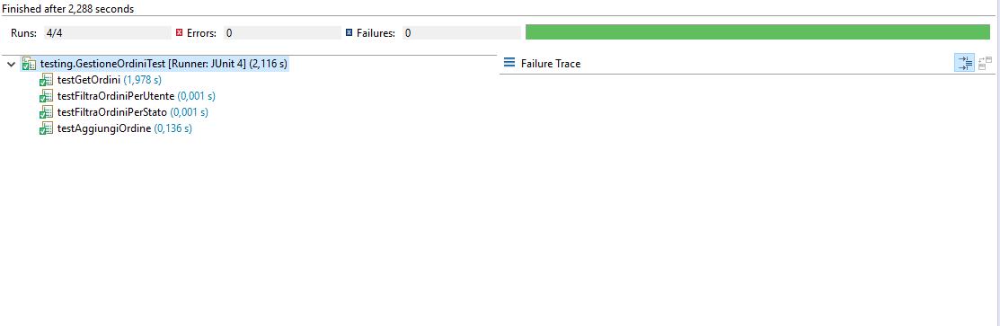 Finished after 2,288 seconds
Runs: 4/4 Errors: 0 Failures: 0
testing.GestioneOrdiniTest [Runner: JUnit 4] (2,116 s)
Failure Trace
testGetOrdini (1,978 s)
testFiltraOrdiniPerUtente (0,001 s)
testFiltraOrdiniPerStato (0,001 s)
testAggiungiOrdine (0,136 s)